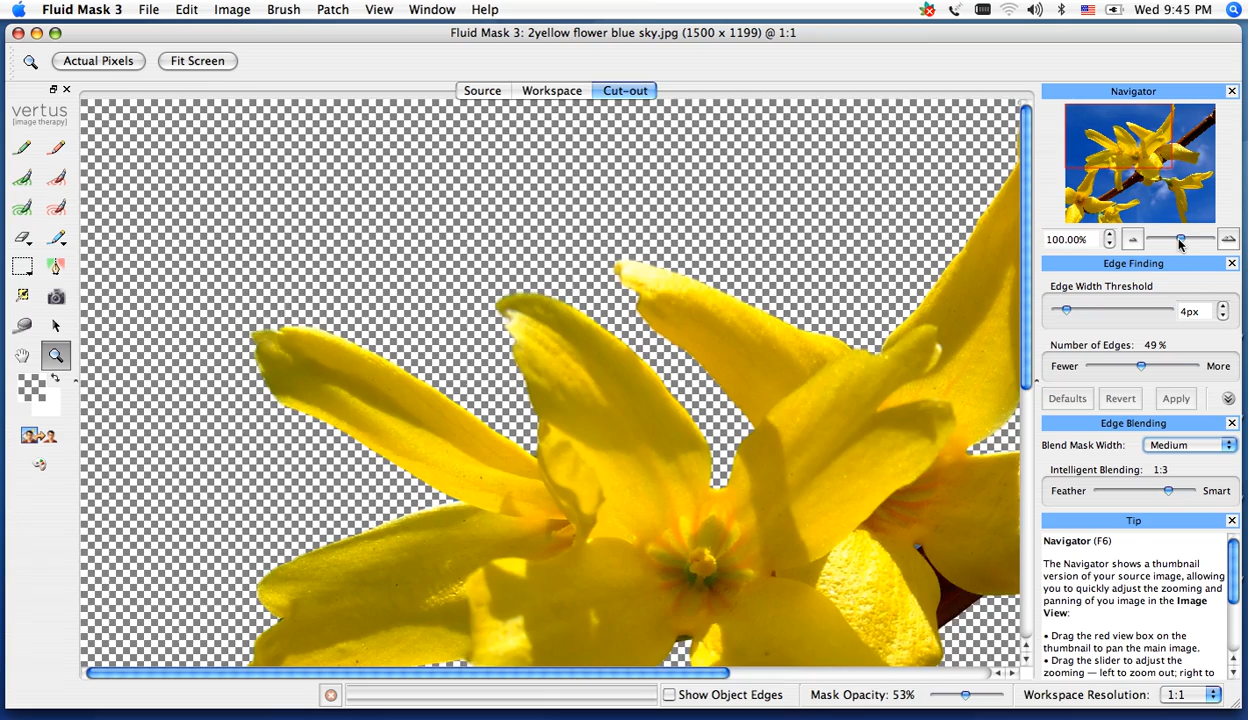 Fluid Mask 3 File Edit Image Brush Patch View Window Help Wed 9:45 PM
Fluid Mask 3: 2yellow flower blue sky.jpg (1500 x 1199) @ 1:1
Actual Pixels Fit Screen
Source Workspace Cut-out
vertus
[image therapy]
Navigator
100.00%
Edge Finding
Edge Width Threshold
4px
Number of Edges: 49 %
Fewer More
Defaults Revert Apply
Edge Blending
Blend Mask Width: Medium
Intelligent Blending: 1:3
Feather Smart
Tip
Navigator (F6)
The Navigator shows a thumbnail
version of your source image, allowing
you to quickly adjust the zooming and
panning of you image in the Image
View:
• Drag the red view box on the
thumbnail to pan the main image.
• Drag the slider to adjust the
zooming — left to zoom out; right to
Show Object Edges Mask Opacity: 53% Workspace Resolution: 1:1